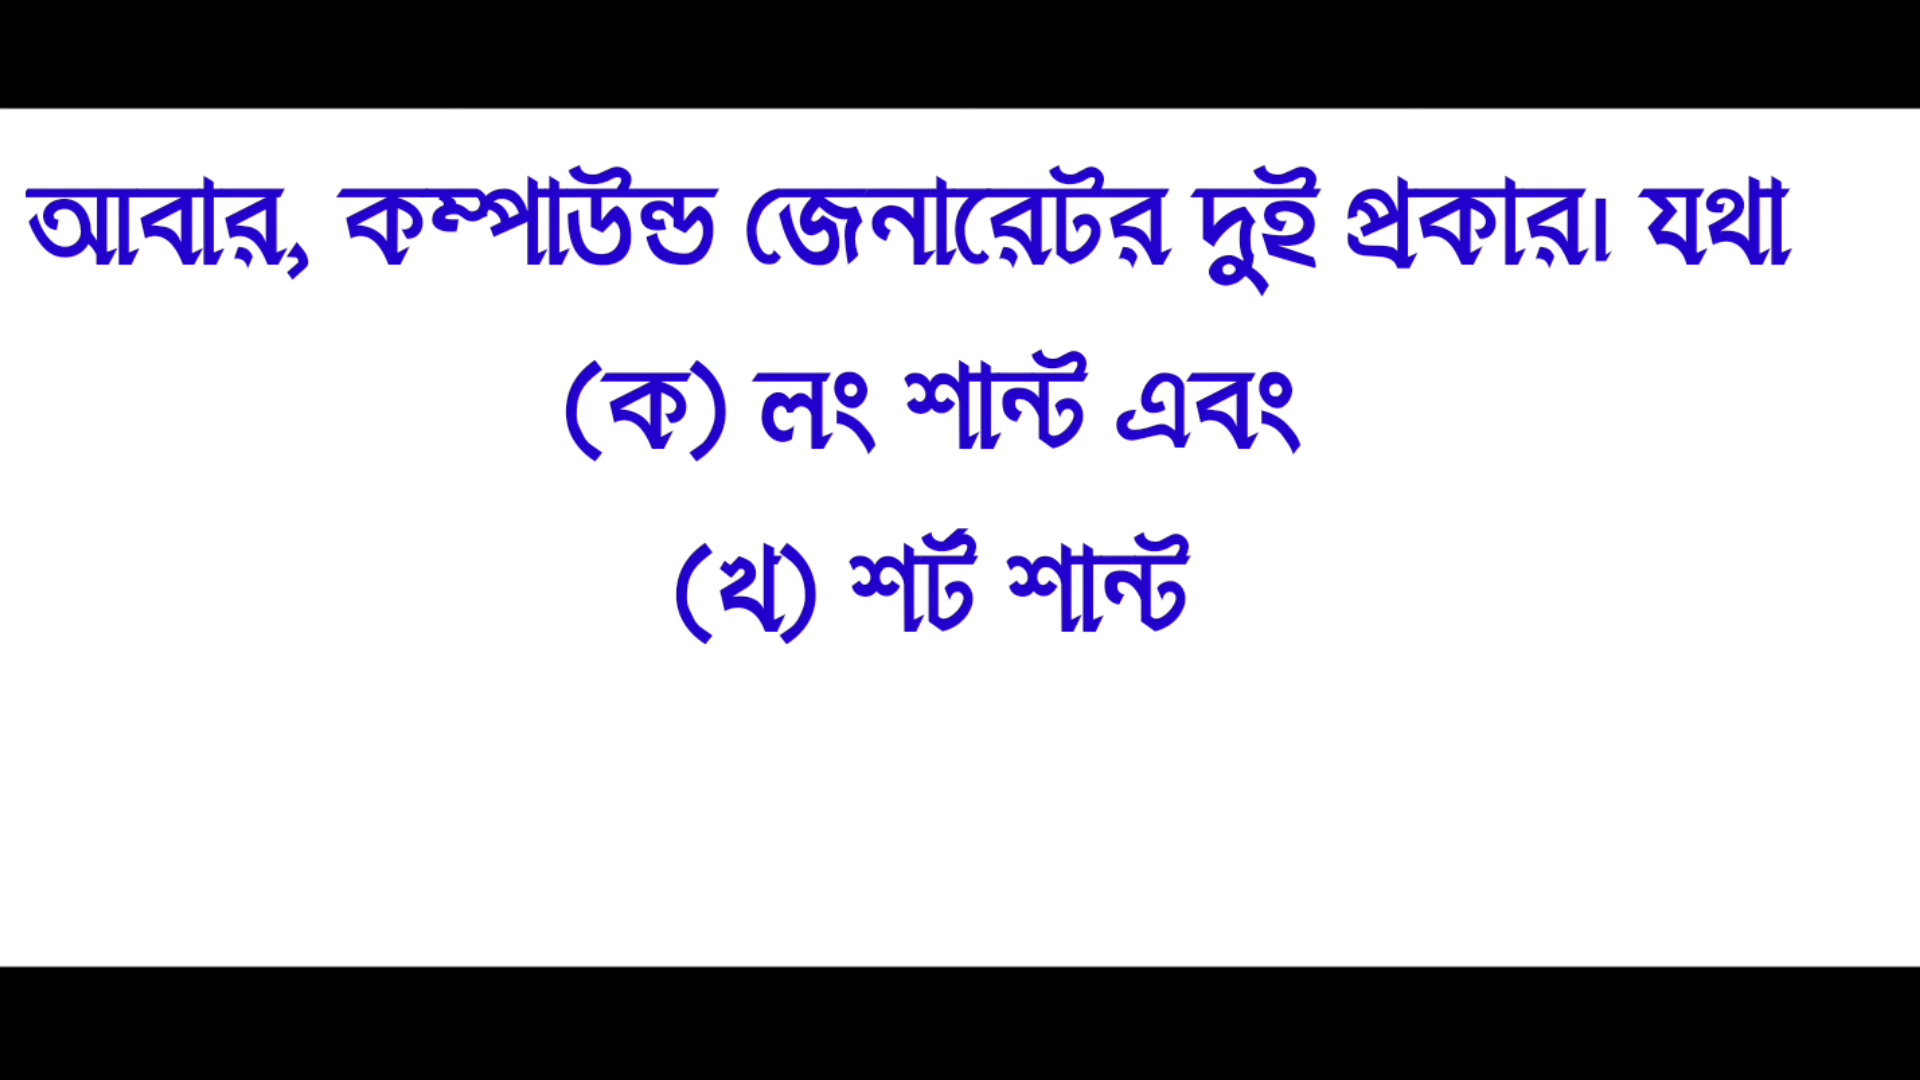 আবার, কম্পাউন্ড জেনারেটর দুই প্রকার। যথা
(ক) লং শান্ট এবং
(খ) শর্ট শান্ট